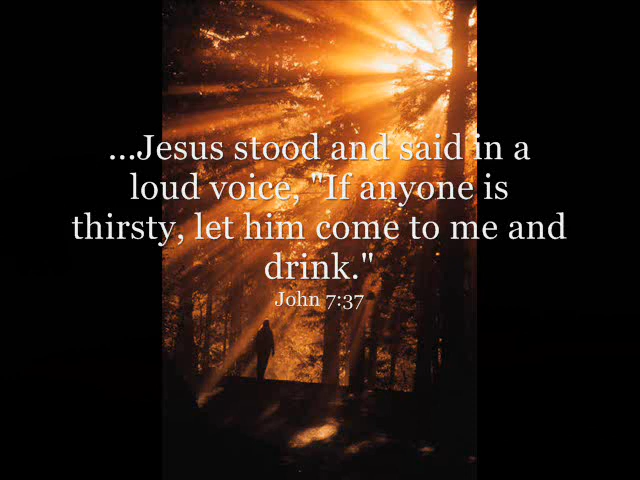 ...Jesus stood and said in a
loud voice, "If anyone is
thirsty, let him come to me and
drink."
John 7:37